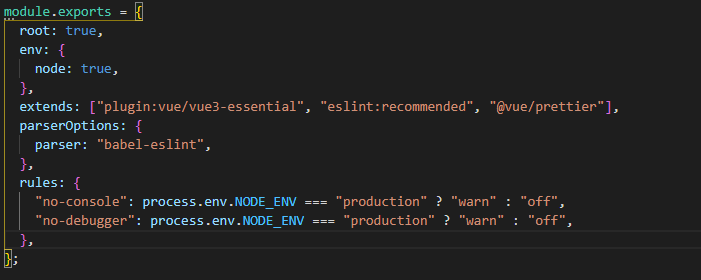 module.exports = {
  root: true,
  env: {
    node: true,
  },
  extends: ["plugin:vue/vue3-essential", "eslint:recommended", "@vue/prettier"],
  parserOptions: {
    parser: "babel-eslint",
  },
  rules: {
    "no-console": process.env.NODE_ENV === "production" ? "warn" : "off",
    "no-debugger": process.env.NODE_ENV === "production" ? "warn" : "off",
  },
};